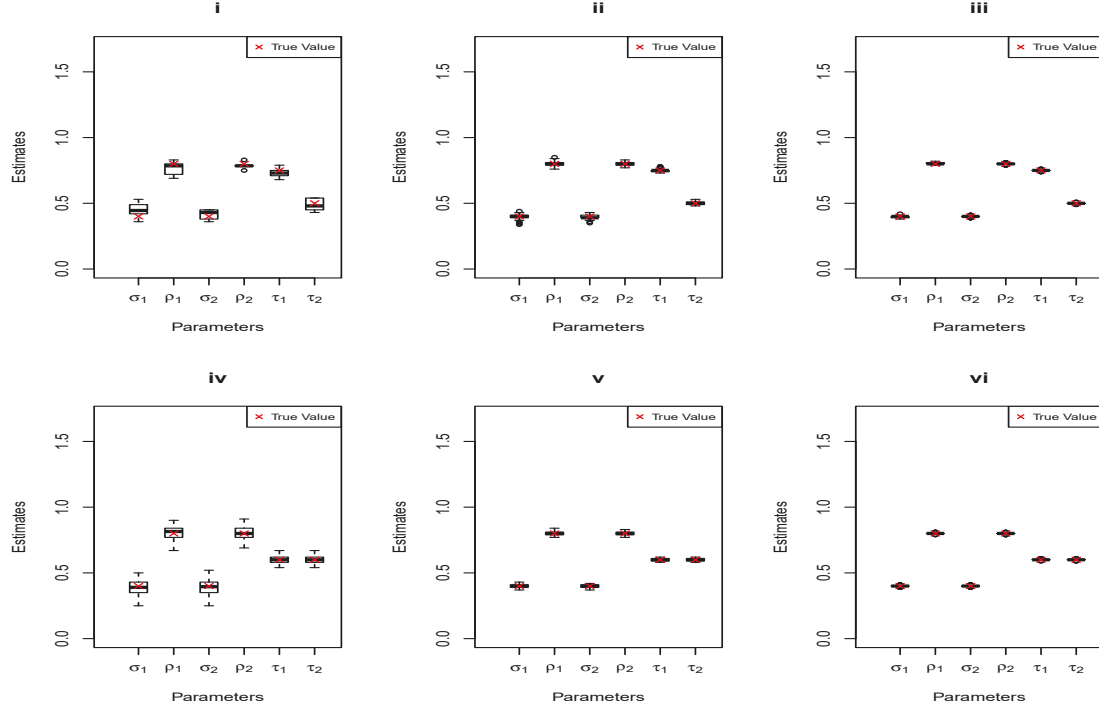 i
True Value
Estimates
0.0 0.5 1.0 1.5
σ1 ρ1 σ2 ρ2 τ1 τ2
Parameters
ii
True Value
Estimates
0.0 0.5 1.0 1.5
σ1 ρ1 σ2 ρ2 τ1 τ2
Parameters
iii
True Value
Estimates
0.0 0.5 1.0 1.5
σ1 ρ1 σ2 ρ2 τ1 τ2
Parameters
iv
True Value
Estimates
0.0 0.5 1.0 1.5
σ1 ρ1 σ2 ρ2 τ1 τ2
Parameters
v
True Value
Estimates
0.0 0.5 1.0 1.5
σ1 ρ1 σ2 ρ2 τ1 τ2
Parameters
vi
True Value
Estimates
0.0 0.5 1.0 1.5
σ1 ρ1 σ2 ρ2 τ1 τ2
Parameters